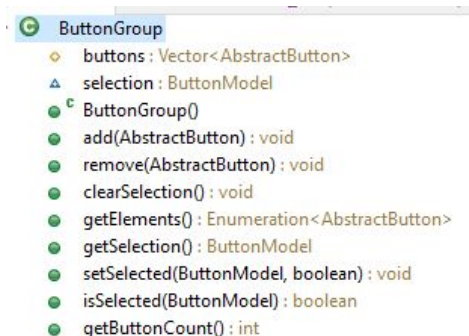 ButtonGroup
buttons : Vector<AbstractButton>
selection : ButtonModel
C ButtonGroup()
add(AbstractButton) : void
remove(AbstractButton) : void
clearSelection() : void
getElements() : Enumeration<AbstractButton>
getSelection() : ButtonModel
setSelected(ButtonModel, boolean) : void
isSelected(ButtonModel) : boolean
getButtonCount() : int